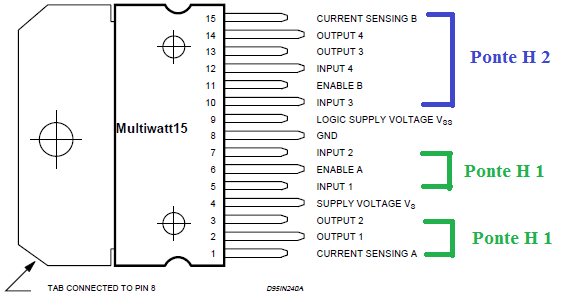 15 CURRENT SENSING B
14 OUTPUT 4
13 OUTPUT 3
12 INPUT 4
Ponte H 2
11 ENABLE B
10 INPUT 3
9 LOGIC SUPPLY VOLTAGE VSS
Multiwatt15
8 GND
7 INPUT 2
6 ENABLE A
Ponte H 1
5 INPUT 1
4 SUPPLY VOLTAGE VS
3 OUTPUT 2
2 OUTPUT 1
Ponte H 1
1 CURRENT SENSING A
TAB CONNECTED TO PIN 8
D95IN240A